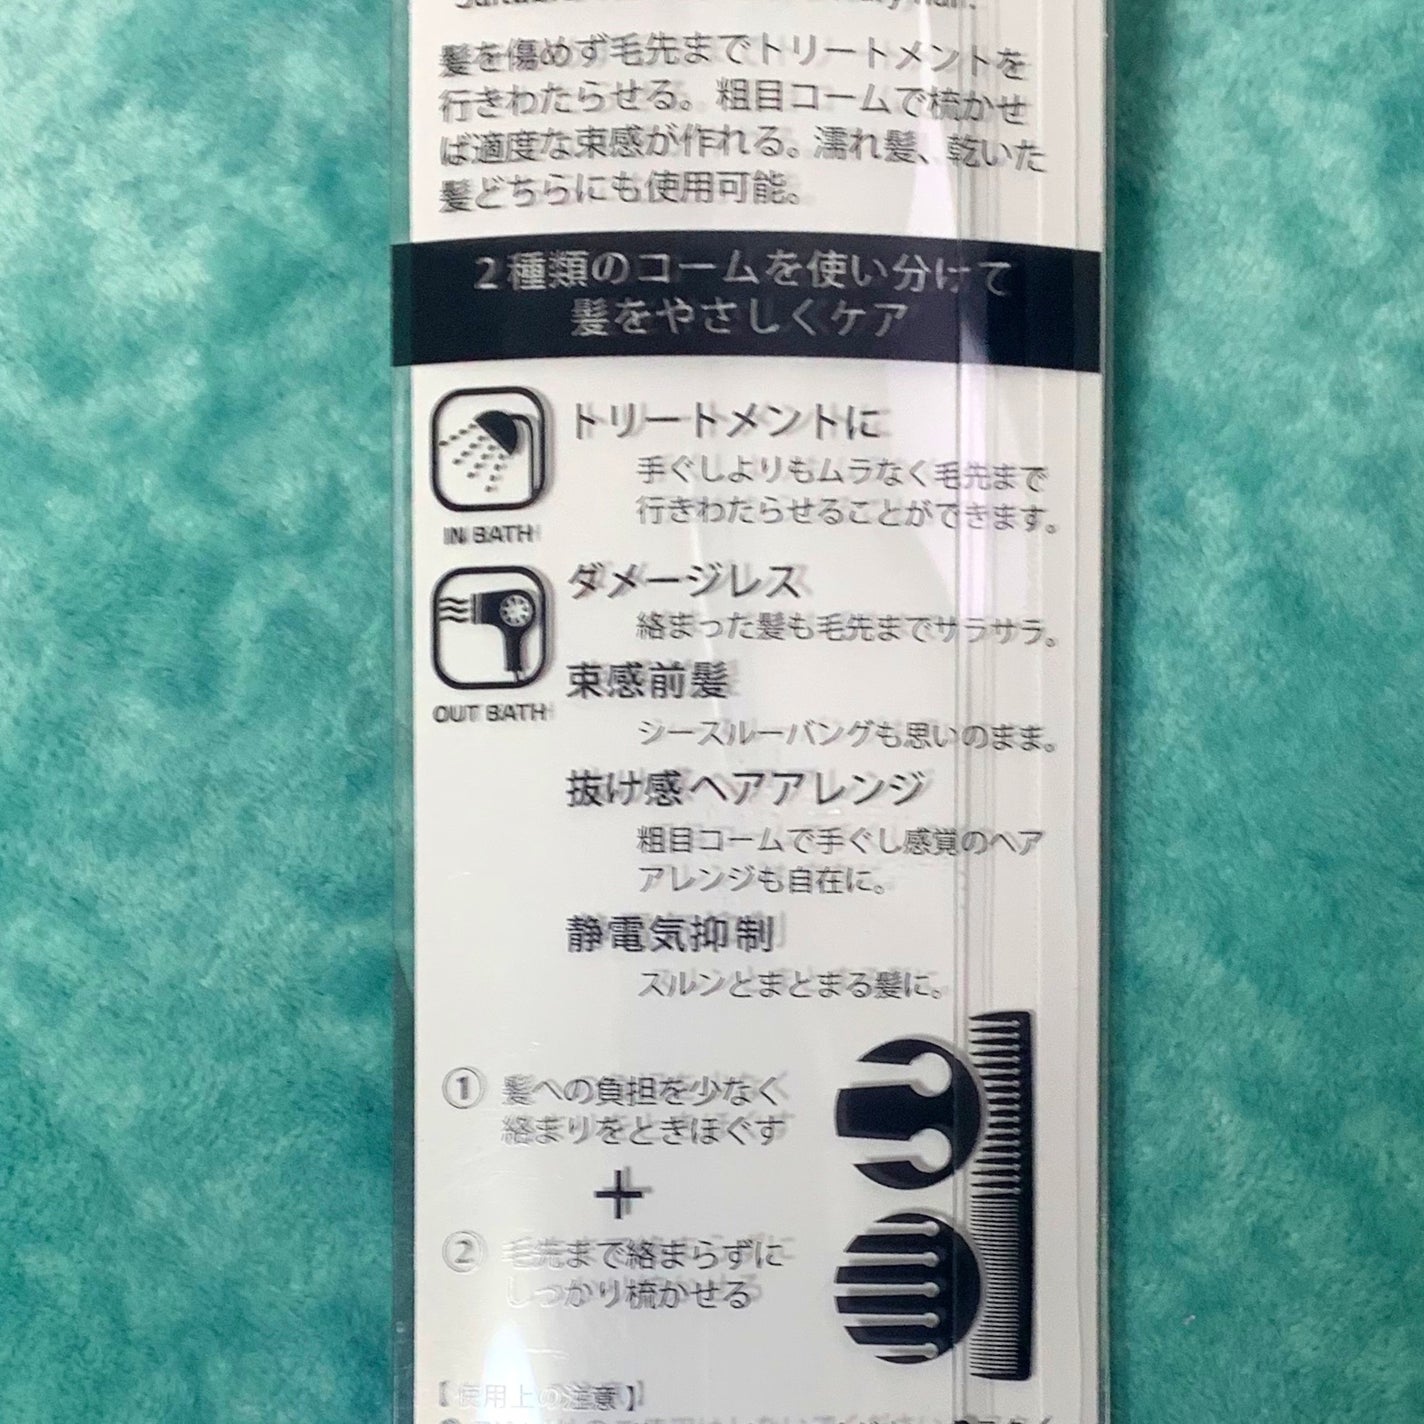 髪を傷めず毛先までトリートメントを
行きわたらせる。粗目コームで梳かせ
ば適度な束感が作れる。濡れ髪、乾いた
髪どちらにも使用可能。
2種類のコームを使い分けて
髪をやさしくケア
トリートメントに
手ぐしよりもムラなく毛先まで
行きわたらせることができます。
IN BATH
ダメージレス
絡まった髪も毛先までサラサラ。
OUT BATH
束感前髪
シースルーバングも思いのまま。
抜け感ヘアアレンジ
粗目コームで手ぐし感覚のヘア
アレンジも自在に。
静電気抑制
スルンとまとまる髪に。
① 髪への負担を少なく
絡まりをときほぐす
+
② 毛先まで絡まらずに
しっかり梳かせる
【使用上の注意】